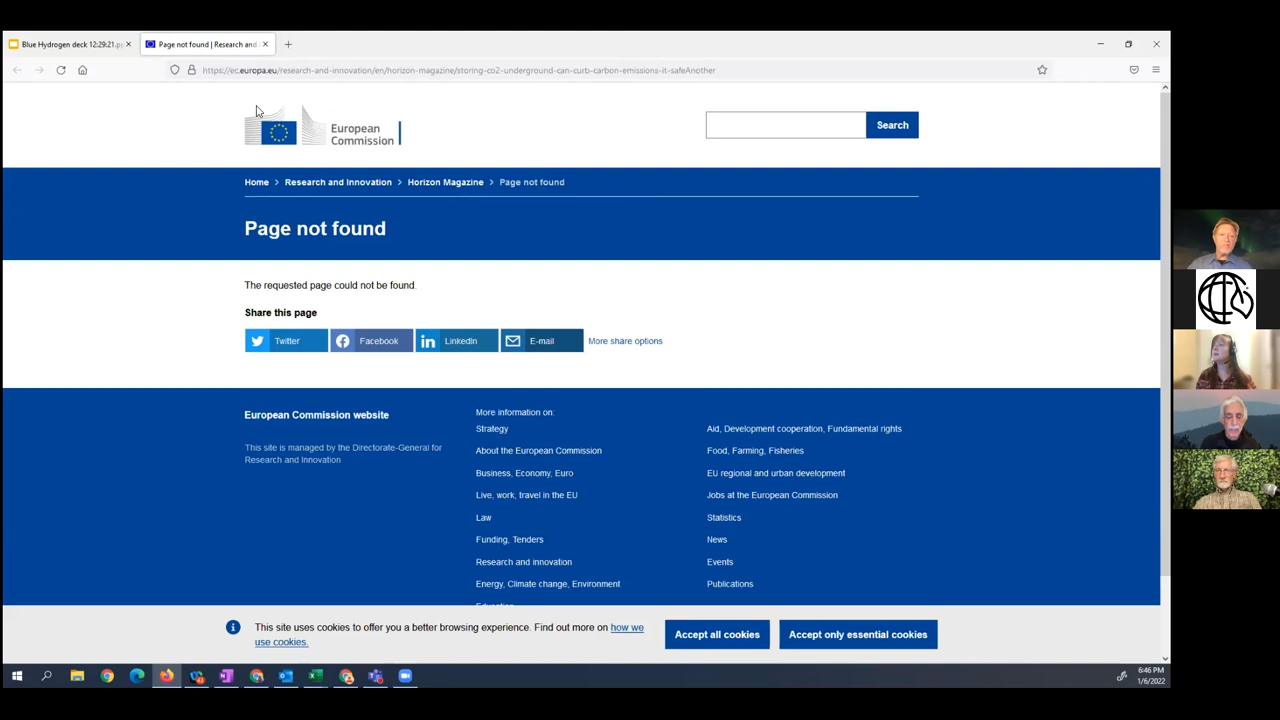 Blue Hydrogen deck 12:29:21.p
Page not found | Research and
https://ec.europa.eu/research-and-innovation/en/horizon-magazine/storing-co2-underground-can-curb-carbon-emissions-it-safeAnother
European
Commission
Search
Home > Research and Innovation > Horizon Magazine > Page not found
Page not found
The requested page could not be found.
Share this page
Twitter
Facebook
LinkedIn
E-mail
More share options
European Commission website
This site is managed by the Directorate-General for
Research and Innovation
More information on:
Strategy
About the European Commission
Business, Economy, Euro
Live, work, travel in the EU
Law
Funding, Tenders
Research and innovation
Energy, Climate change, Environment
Education
Aid, Development cooperation, Fundamental rights
Food, Farming, Fisheries
EU regional and urban development
Jobs at the European Commission
Statistics
News
Events
Publications
This site uses cookies to offer you a better browsing experience. Find out more on how we
use cookies.
Accept all cookies
Accept only essential cookies
6:46 PM
1/6/2022